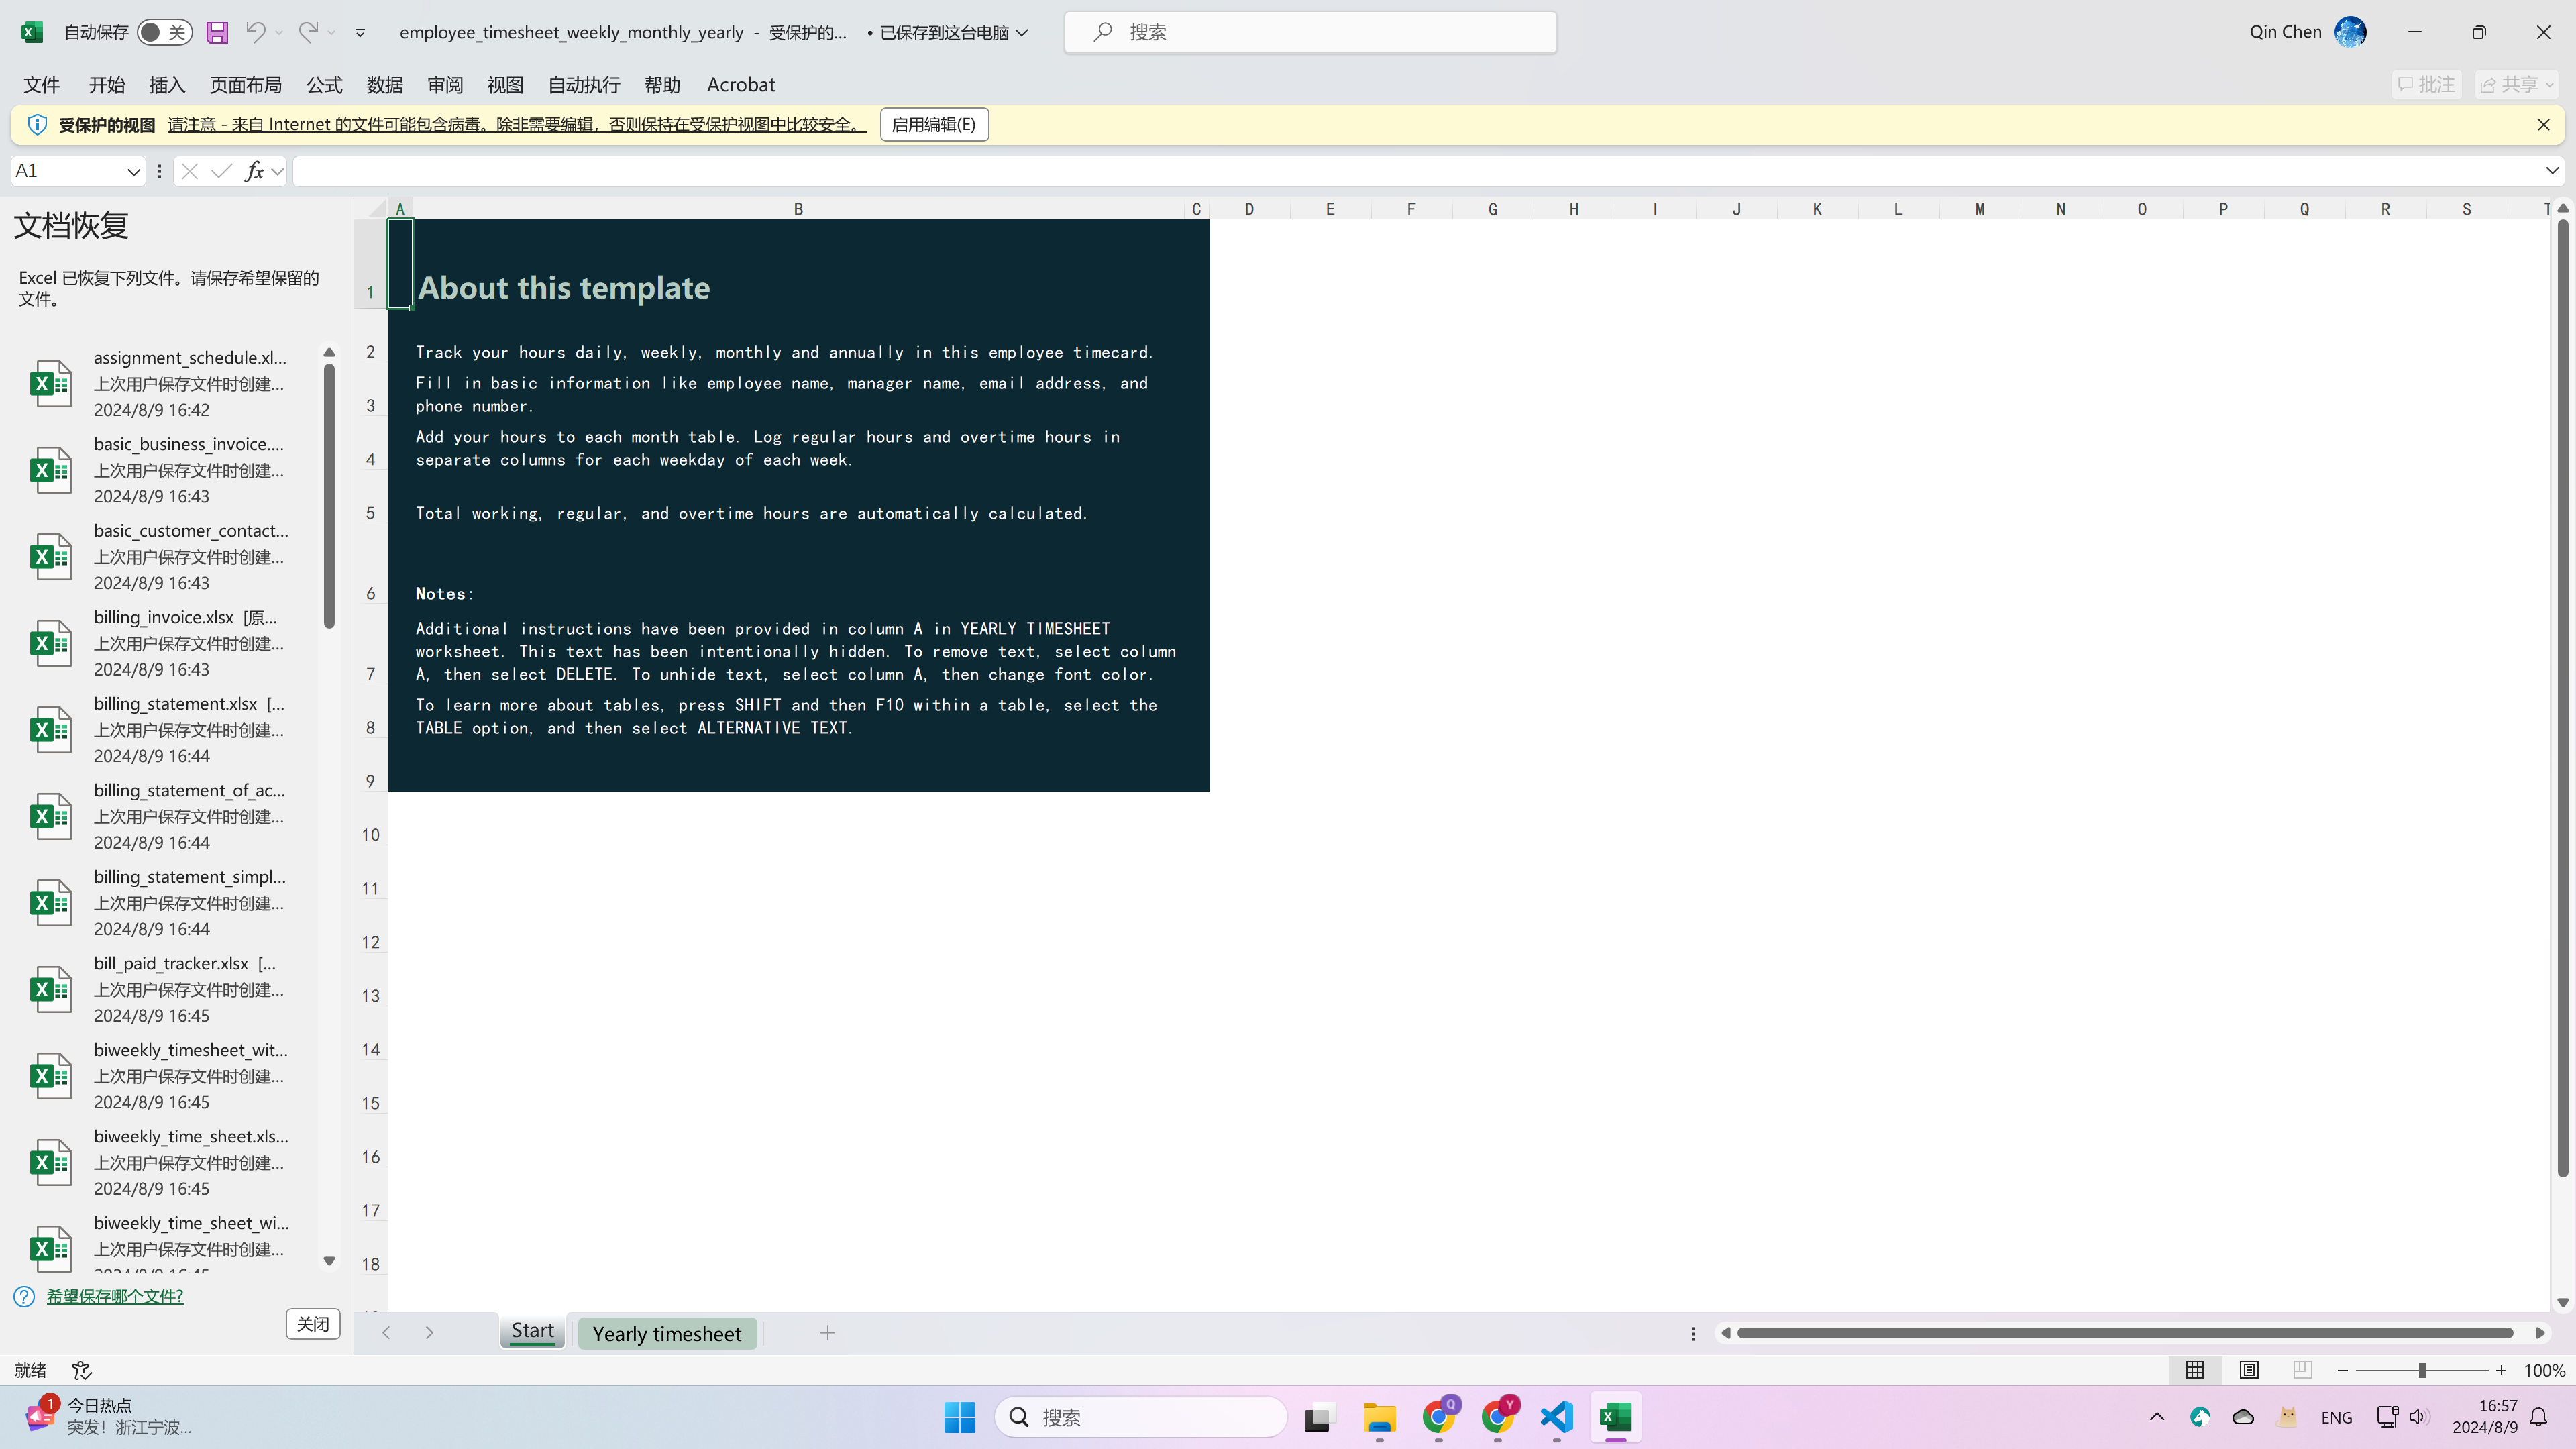 自动保存 关 employee_timesheet_weekly_monthly_yearly - 受保护的... • 已保存到这台电脑 搜索 Qin Chen
文件 开始 插入 页面布局 公式 数据 审阅 视图 自动执行 帮助 Acrobat 批注 共享
受保护的视图 请注意 - 来自 Internet 的文件可能包含病毒。除非需要编辑，否则保持在受保护视图中比较安全。 启用编辑(E)
A1 fx
文档恢复
Excel 已恢复下列文件。请保存希望保留的
文件。
assignment_schedule.xl...
上次用户保存文件时创建...
2024/8/9 16:42
basic_business_invoice....
上次用户保存文件时创建...
2024/8/9 16:43
basic_customer_contact...
上次用户保存文件时创建...
2024/8/9 16:43
billing_invoice.xlsx [原...
上次用户保存文件时创建...
2024/8/9 16:43
billing_statement.xlsx [...
上次用户保存文件时创建...
2024/8/9 16:44
billing_statement_of_ac...
上次用户保存文件时创建...
2024/8/9 16:44
billing_statement_simpl...
上次用户保存文件时创建...
2024/8/9 16:44
bill_paid_tracker.xlsx [...
上次用户保存文件时创建...
2024/8/9 16:45
biweekly_timesheet_wit...
上次用户保存文件时创建...
2024/8/9 16:45
biweekly_time_sheet.xls...
上次用户保存文件时创建...
2024/8/9 16:45
biweekly_time_sheet_wi...
上次用户保存文件时创建...
希望保存哪个文件?
关闭
A B C D E F G H I J K L M N O P Q R S T
1 About this template
2 Track your hours daily, weekly, monthly and annually in this employee timecard.
Fill in basic information like employee name, manager name, email address, and
3 phone number.
Add your hours to each month table. Log regular hours and overtime hours in
4 separate columns for each weekday of each week.
5 Total working, regular, and overtime hours are automatically calculated.
6 Notes:
Additional instructions have been provided in column A in YEARLY TIMESHEET
worksheet. This text has been intentionally hidden. To remove text, select column
7 A, then select DELETE. To unhide text, select column A, then change font color.
To learn more about tables, press SHIFT and then F10 within a table, select the
8 TABLE option, and then select ALTERNATIVE TEXT.
9
10
11
12
13
14
15
16
17
18
Start Yearly timesheet
就绪 100%
1 今日热点
突发！浙江宁波...
搜索 Q Y ENG 16:57
2024/8/9